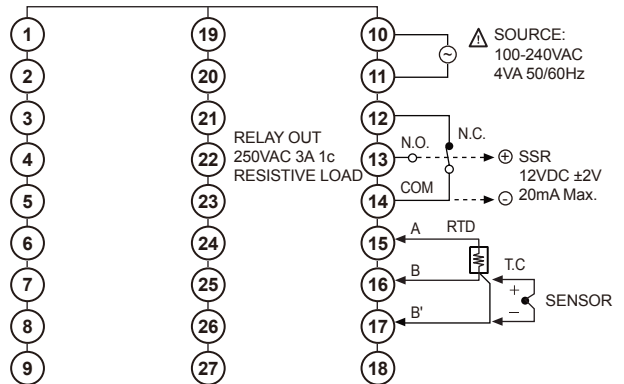 1 19 10
2 20 11
3 21 12
4 22 13
5 23 14
6 24 15
7 25 16
8 26 17
9 27 18
SOURCE:
100-240VAC
4VA 50/60Hz
RELAY OUT
250VAC 3A 1c
RESISTIVE LOAD
N.O.
N.C.
COM
+ SSR
12VDC ±2V
- 20mA Max.
A RTD
B
B'
T.C
+
−
SENSOR